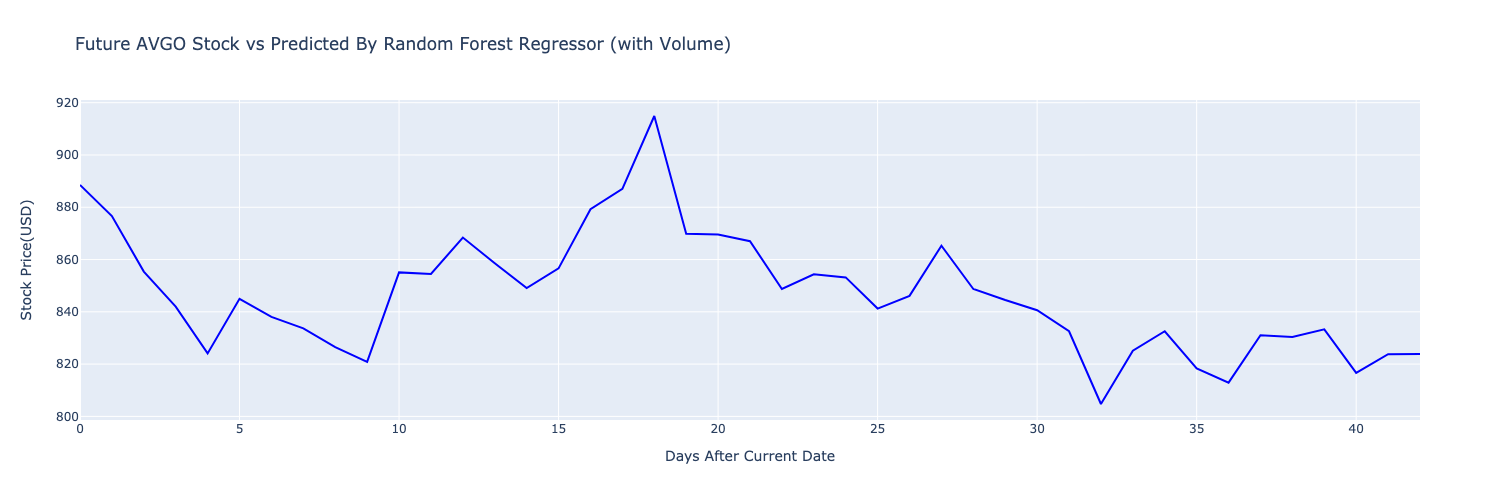 Future AVGO Stock vs Predicted By Random Forest Regressor (with Volume)
920
900
880
860
840
820
800
Stock Price(USD)
0 5 10 15 20 25 30 35 40
Days After Current Date